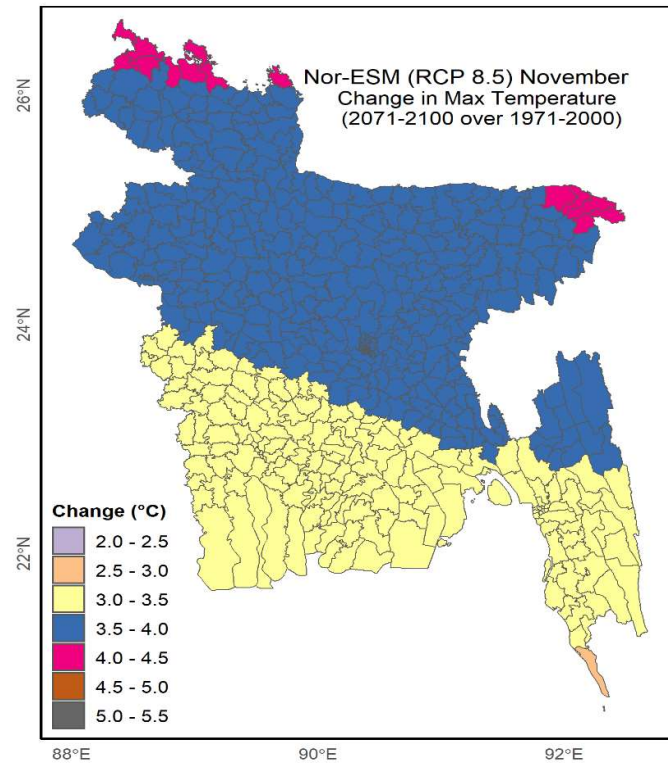 Nor-ESM (RCP 8.5) November
Change in Max Temperature
(2071-2100 over 1971-2000)
26°N
24°N
22°N
Change (°C)
2.0 - 2.5
2.5 - 3.0
3.0 - 3.5
3.5 - 4.0
4.0 - 4.5
4.5 - 5.0
5.0 - 5.5
88°E
90°E
92°E